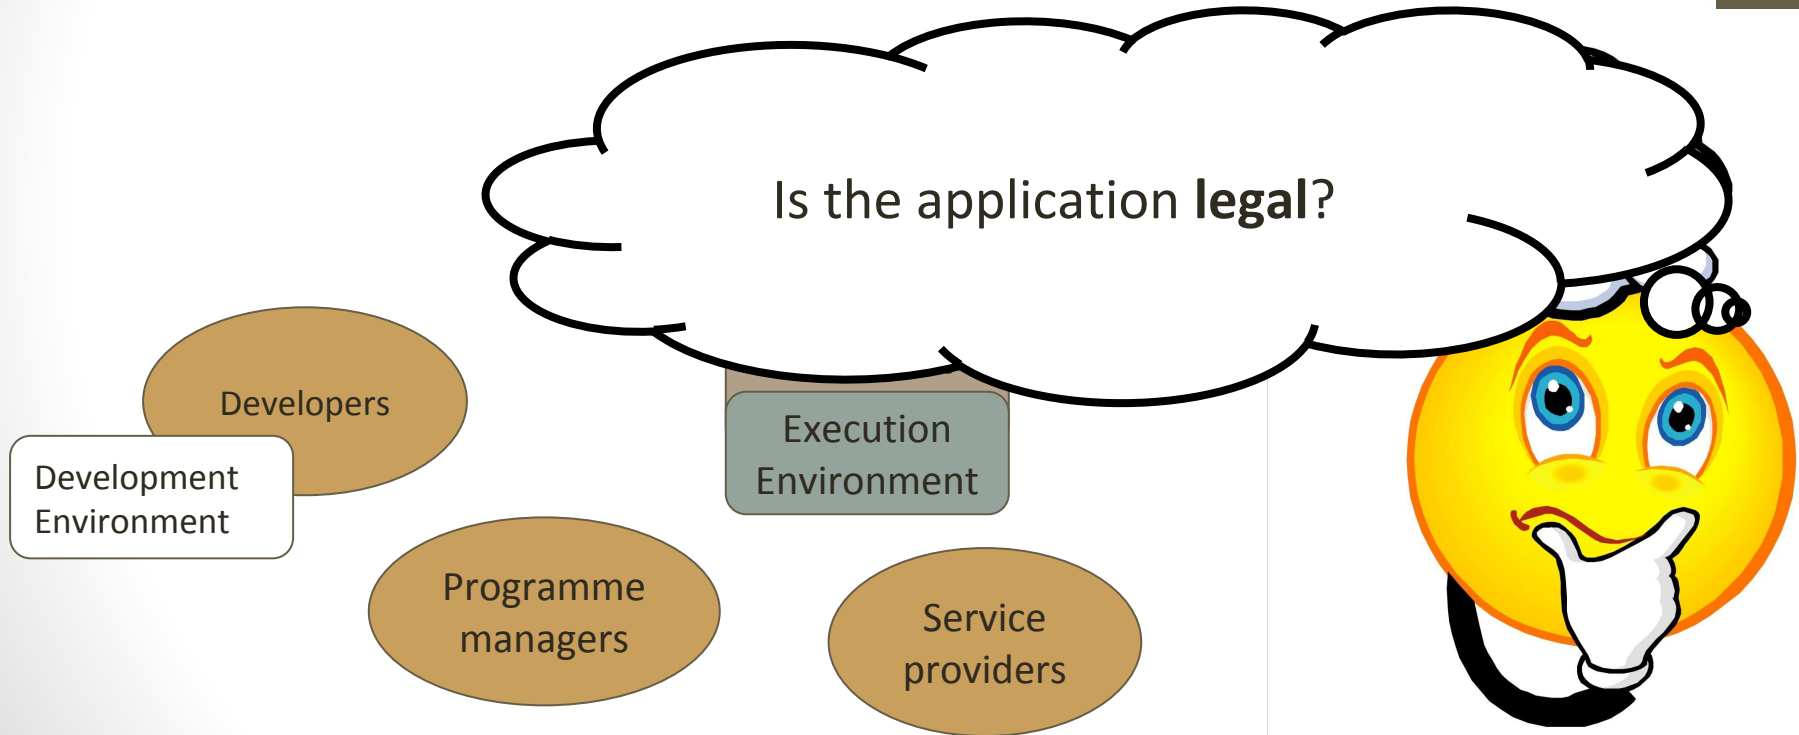 Is the application legal?
Developers
Development
Environment
Execution
Environment
Programme
managers
Service
providers